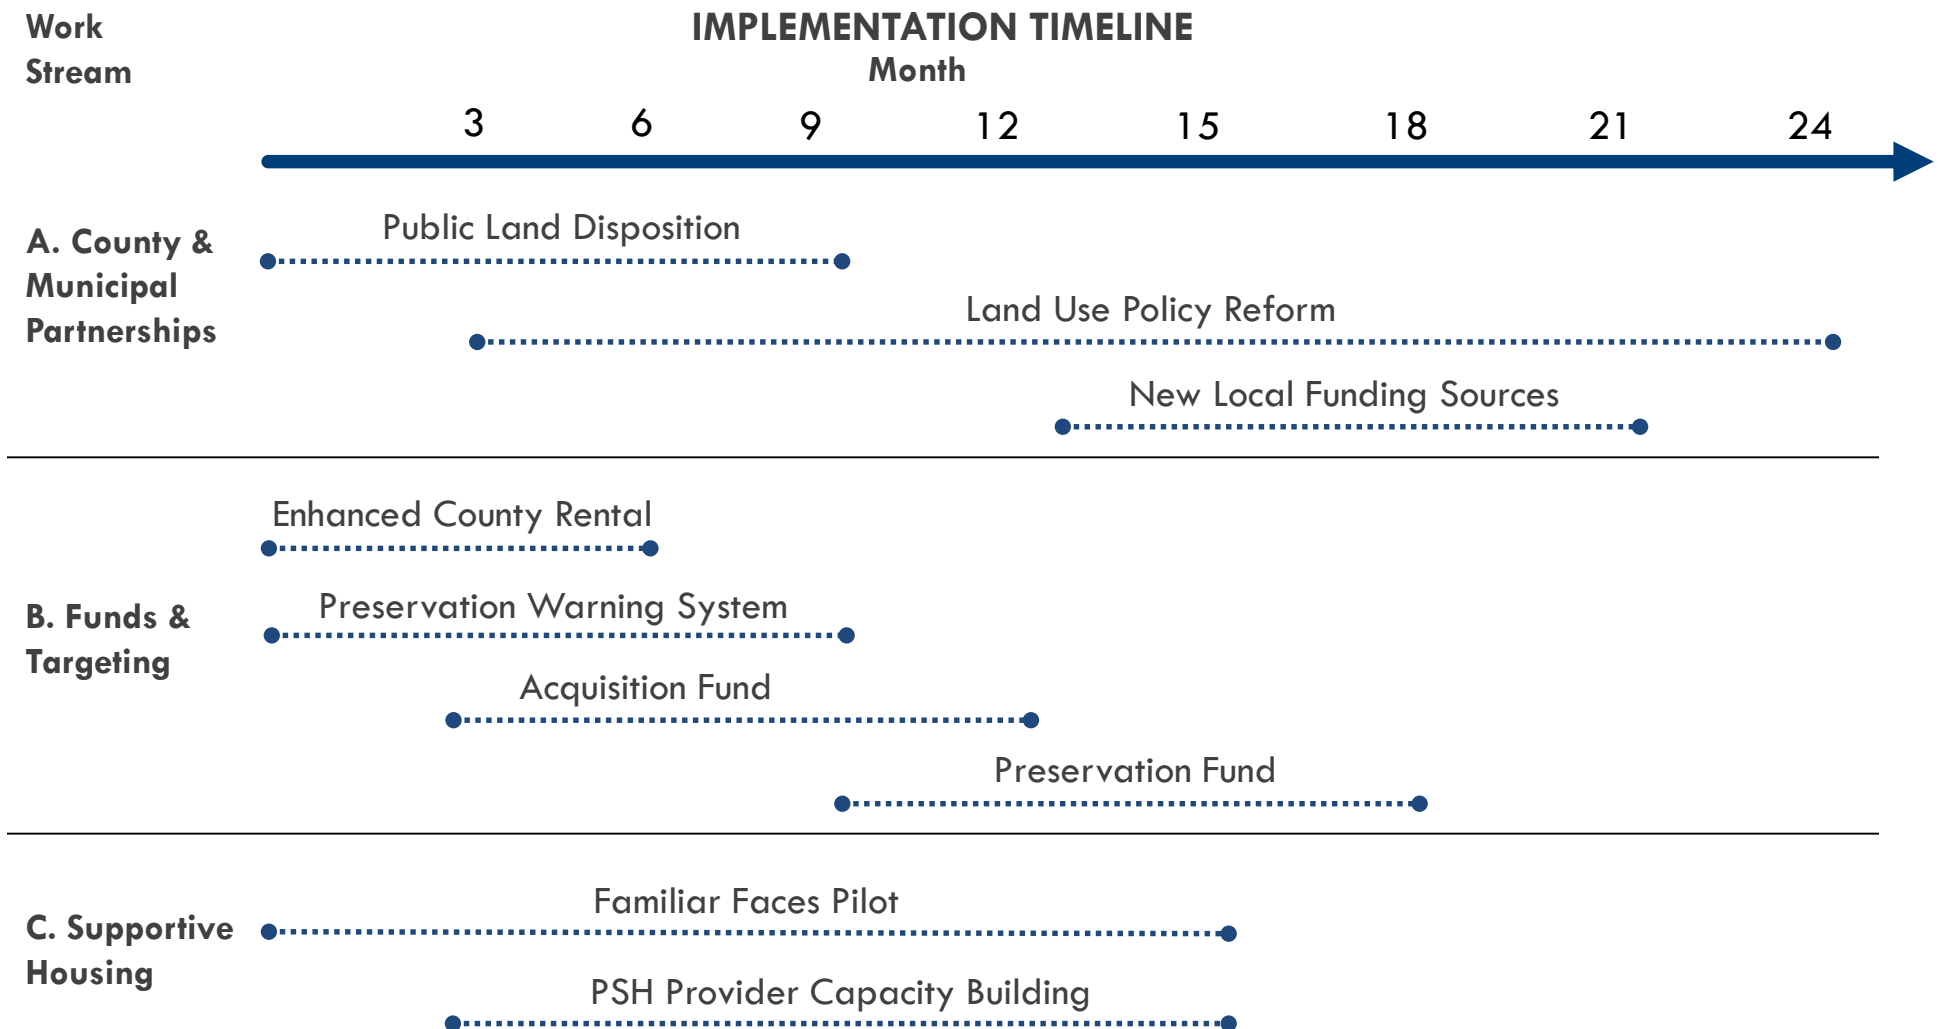 Work
Stream
IMPLEMENTATION TIMELINE
Month
3 6 9 12 15 18 21 24
A. County &
Municipal
Partnerships
Public Land Disposition
Land Use Policy Reform
New Local Funding Sources
B. Funds &
Targeting
Enhanced County Rental
Preservation Warning System
Acquisition Fund
Preservation Fund
C. Supportive
Housing
Familiar Faces Pilot
PSH Provider Capacity Building